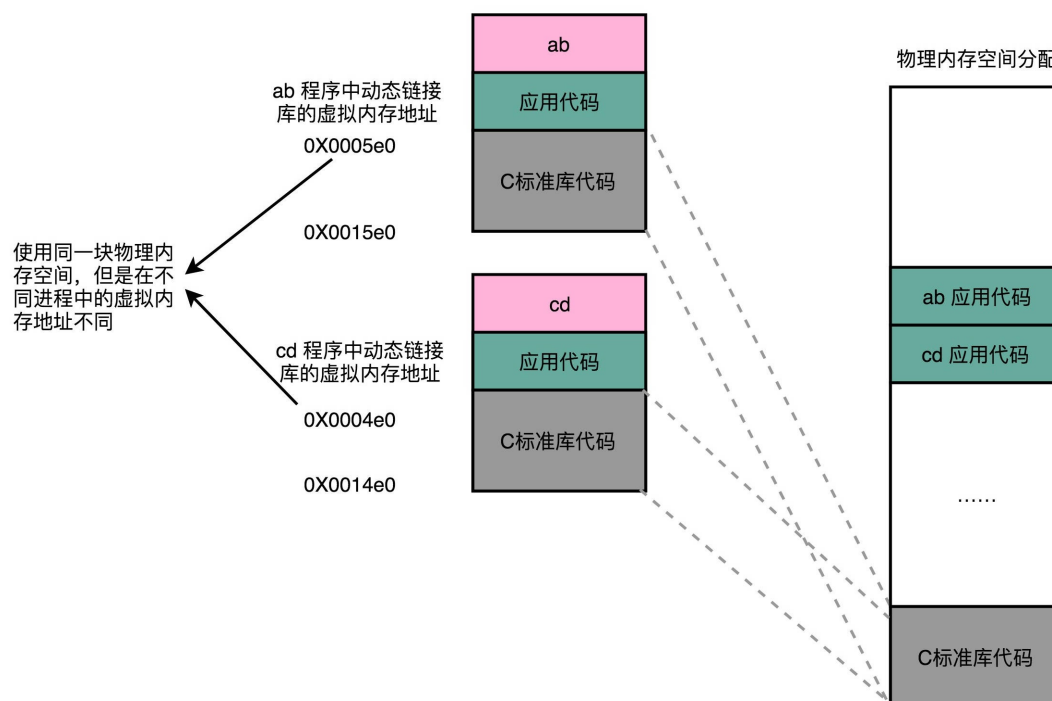 ab
物理内存空间分配
ab 程序中动态链接
库的虚拟内存地址
应用代码
0X0005e0
C标准库代码
0X0015e0
使用同一块物理内
存空间，但是在不
同进程中的虚拟内
存地址不同
cd
cd 程序中动态链接
库的虚拟内存地址
应用代码
0X0004e0
C标准库代码
0X0014e0
ab 应用代码
cd 应用代码
……
C标准库代码